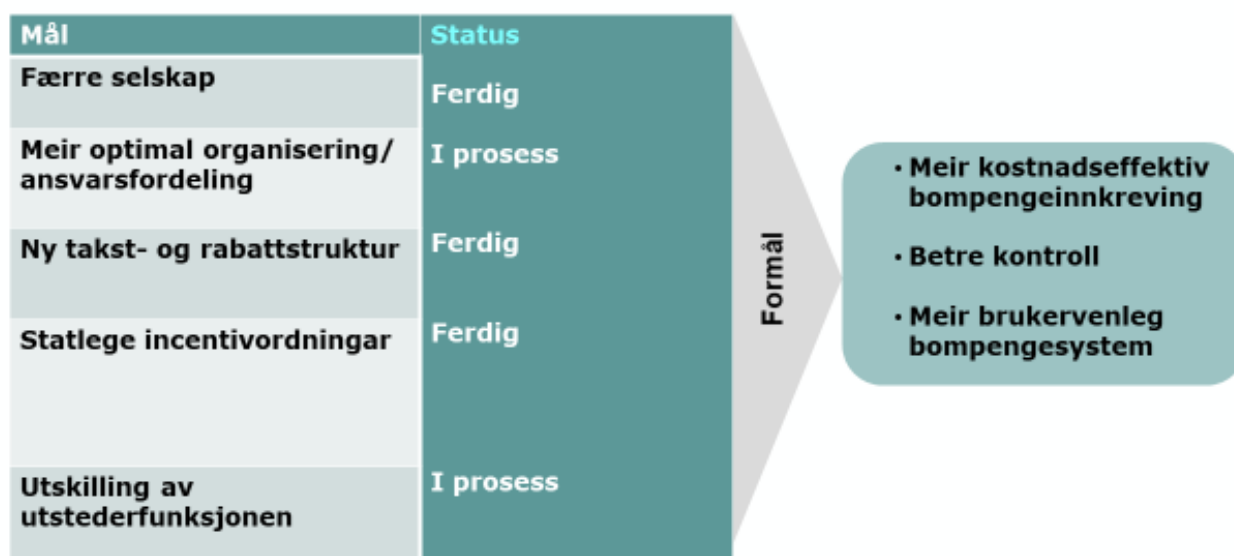 Mål
Status
Færre selskap
Ferdig
Meir optimal organisering/
ansvarsfordeling
I prosess
Ny takst- og rabattstruktur
Ferdig
Statlege incentivordningar
Ferdig
Utskilling av
utstederfunksjonen
I prosess
Formål
• Meir kostnadseffektiv
bompengeinnkreving
• Betre kontroll
• Meir brukervenleg
bompengesystem